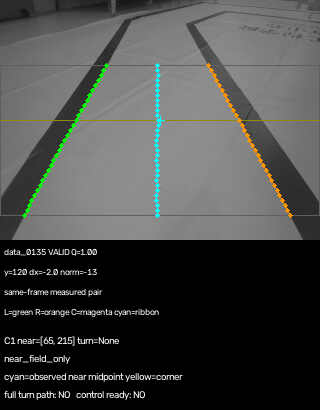 data_0135 VALID Q=1.00
y=120 dx=-2.0 norm=-13
same-frame measured pair
L=green R=orange C=magenta cyan=ribbon
C1 near=[65, 215] turn=None
near_field_only
cyan=observed near midpoint yellow=corner
full turn path: NO control ready: NO